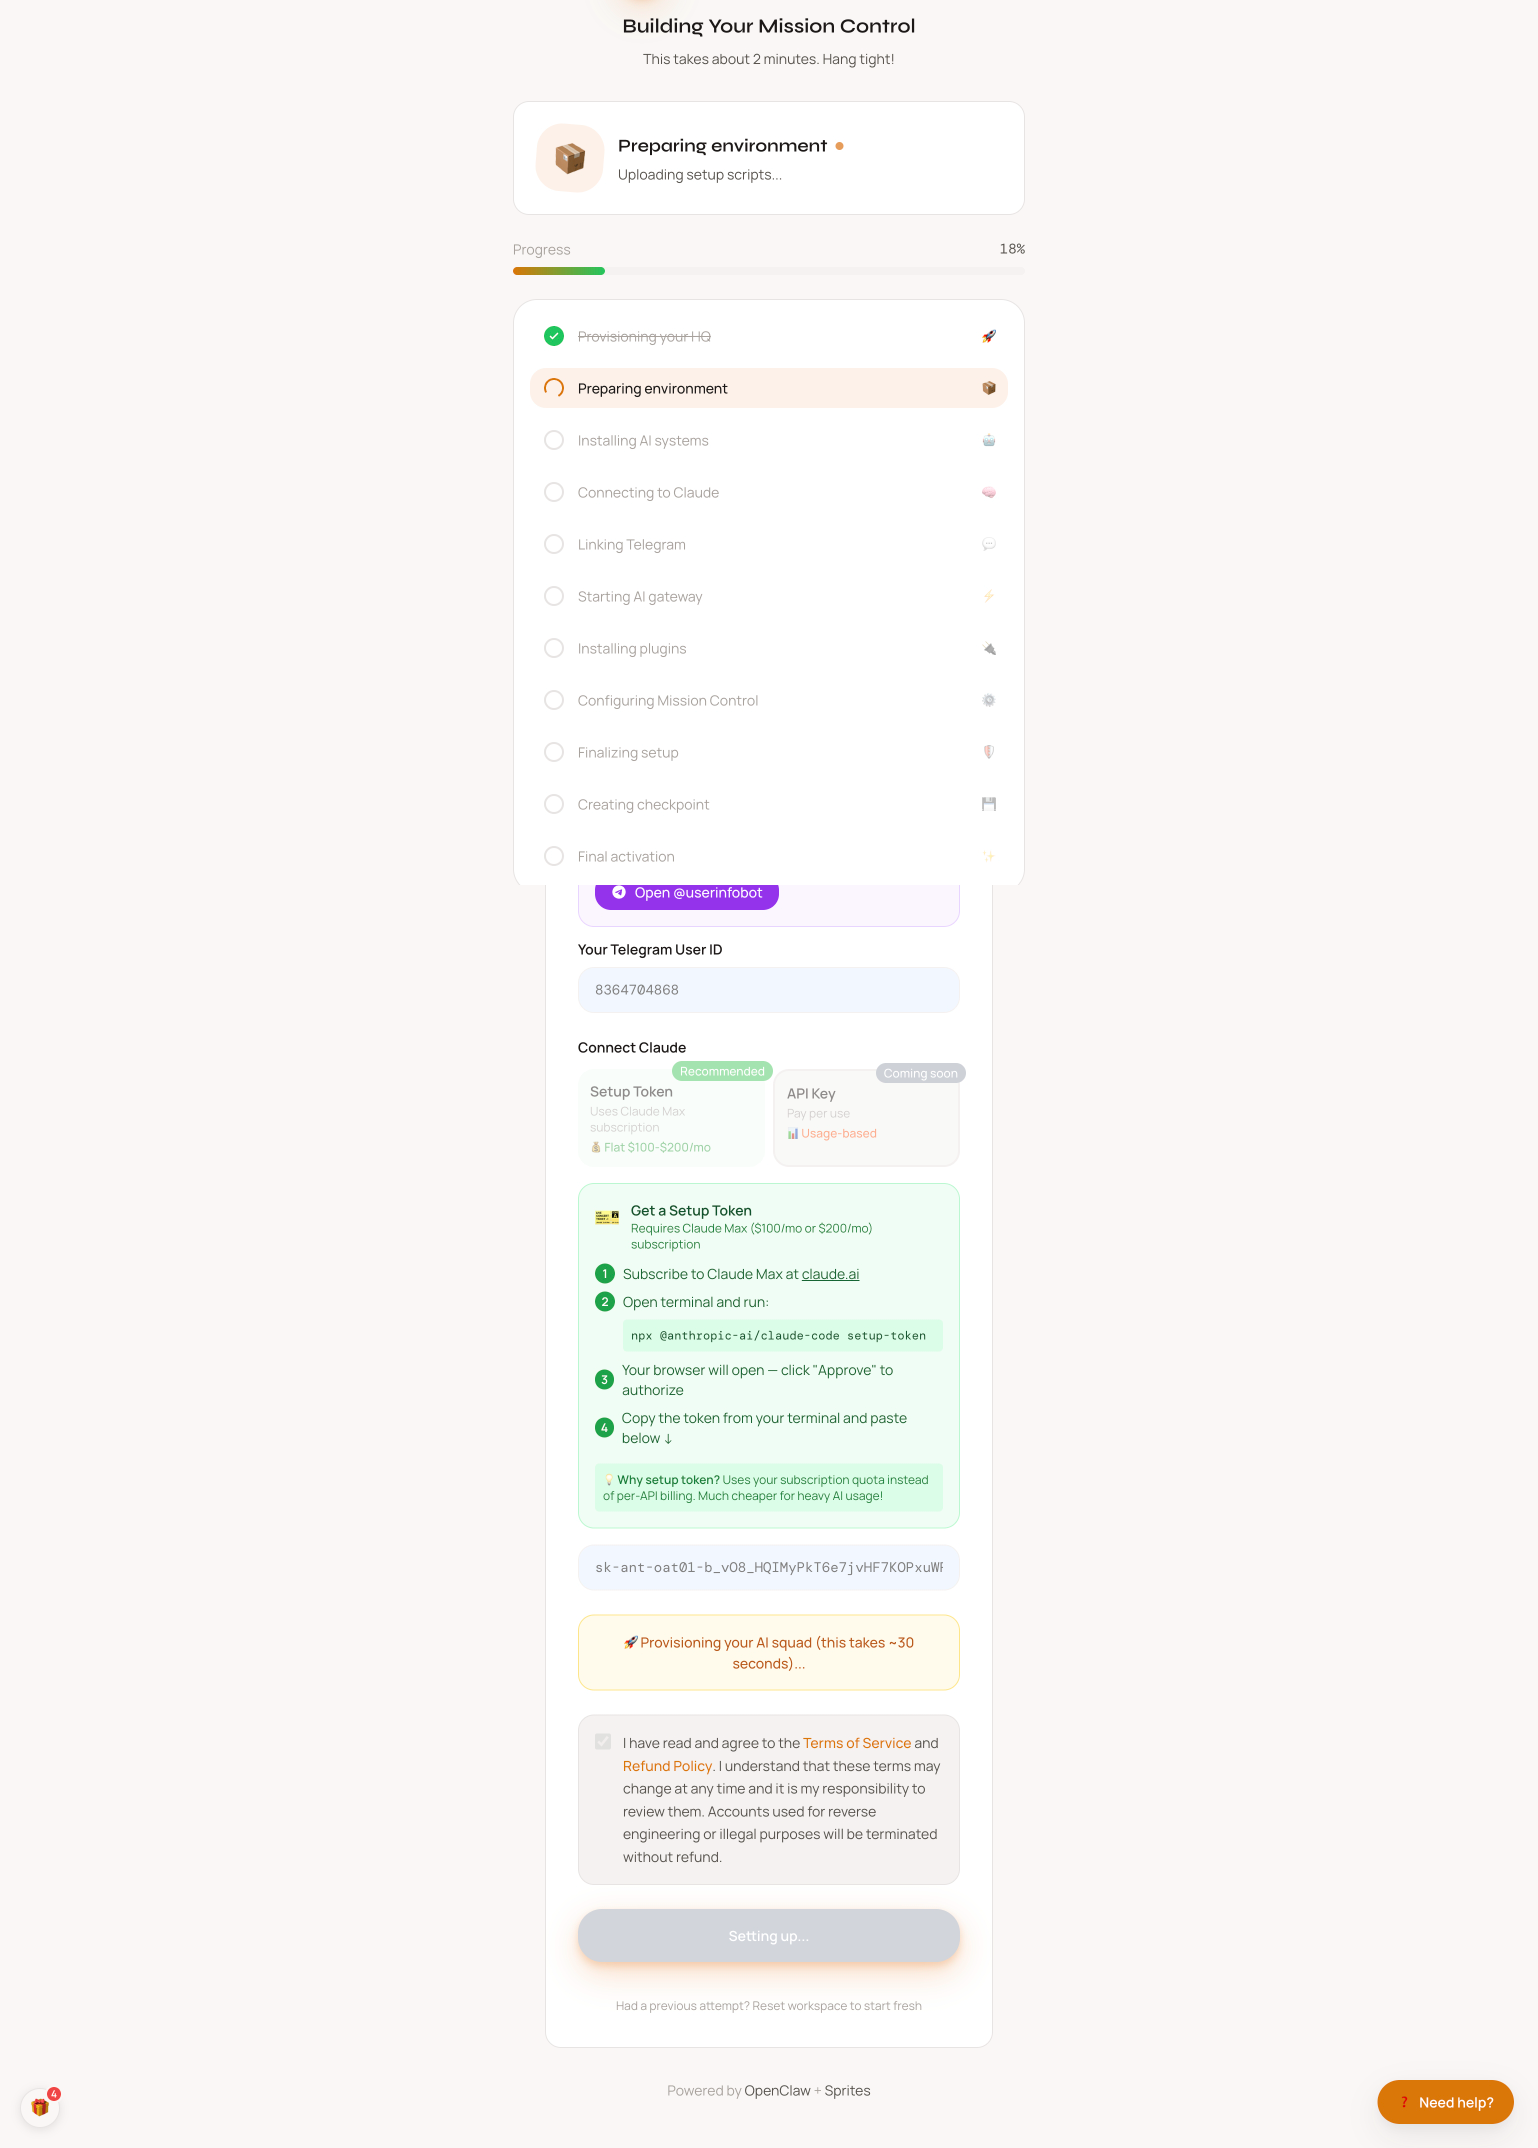 Building Your Mission Control
This takes about 2 minutes. Hang tight!
Preparing environment
Uploading setup scripts...
Progress
18%
Provisioning your HQ
Preparing environment
Installing AI systems
Connecting to Claude
Linking Telegram
Starting AI gateway
Installing plugins
Configuring Mission Control
Finalizing setup
Creating checkpoint
Final activation
Open @userinfobot
Your Telegram User ID
8364704868
Connect Claude
Recommended
Setup Token
Uses Claude Max
subscription
Flat $100-$200/mo
Coming soon
API Key
Pay per use
Usage-based
Get a Setup Token
Requires Claude Max ($100/mo or $200/mo)
subscription
1 Subscribe to Claude Max at claude.ai
2 Open terminal and run:
npx @anthropic-ai/claude-code setup-token
3 Your browser will open — click "Approve" to
authorize
4 Copy the token from your terminal and paste
below ↓
Why setup token? Uses your subscription quota instead
of per-API billing. Much cheaper for heavy AI usage!
sk-ant-oat01-b_vO8_HQIMyPkT6e7jvHF7KOPxuWF
Provisioning your AI squad (this takes ~30
seconds)...
I have read and agree to the Terms of Service and
Refund Policy. I understand that these terms may
change at any time and it is my responsibility to
review them. Accounts used for reverse
engineering or illegal purposes will be terminated
without refund.
Setting up...
Had a previous attempt? Reset workspace to start fresh
Powered by OpenClaw + Sprites
4
? Need help?